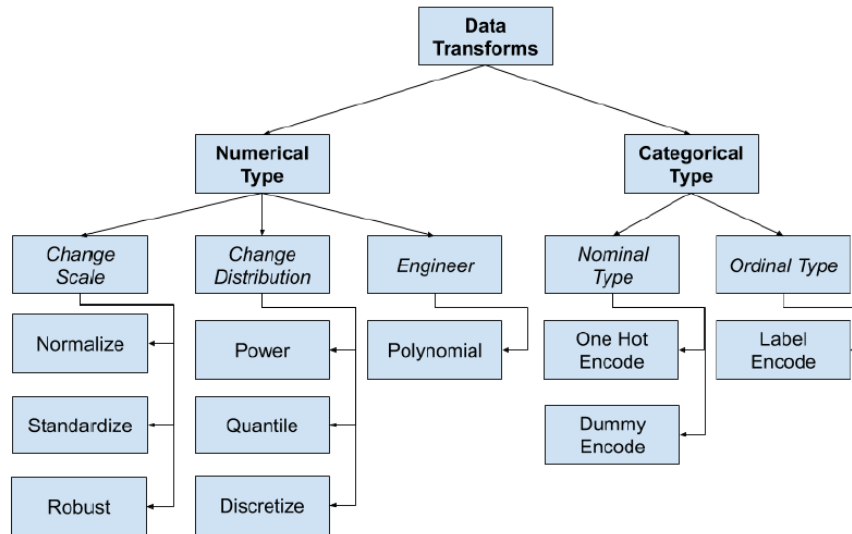 Data
Transforms
Numerical
Type
Categorical
Type
Change
Scale
Change
Distribution
Engineer
Nominal
Type
Ordinal Type
Normalize
Power
Polynomial
One Hot
Encode
Label
Encode
Standardize
Quantile
Dummy
Encode
Robust
Discretize